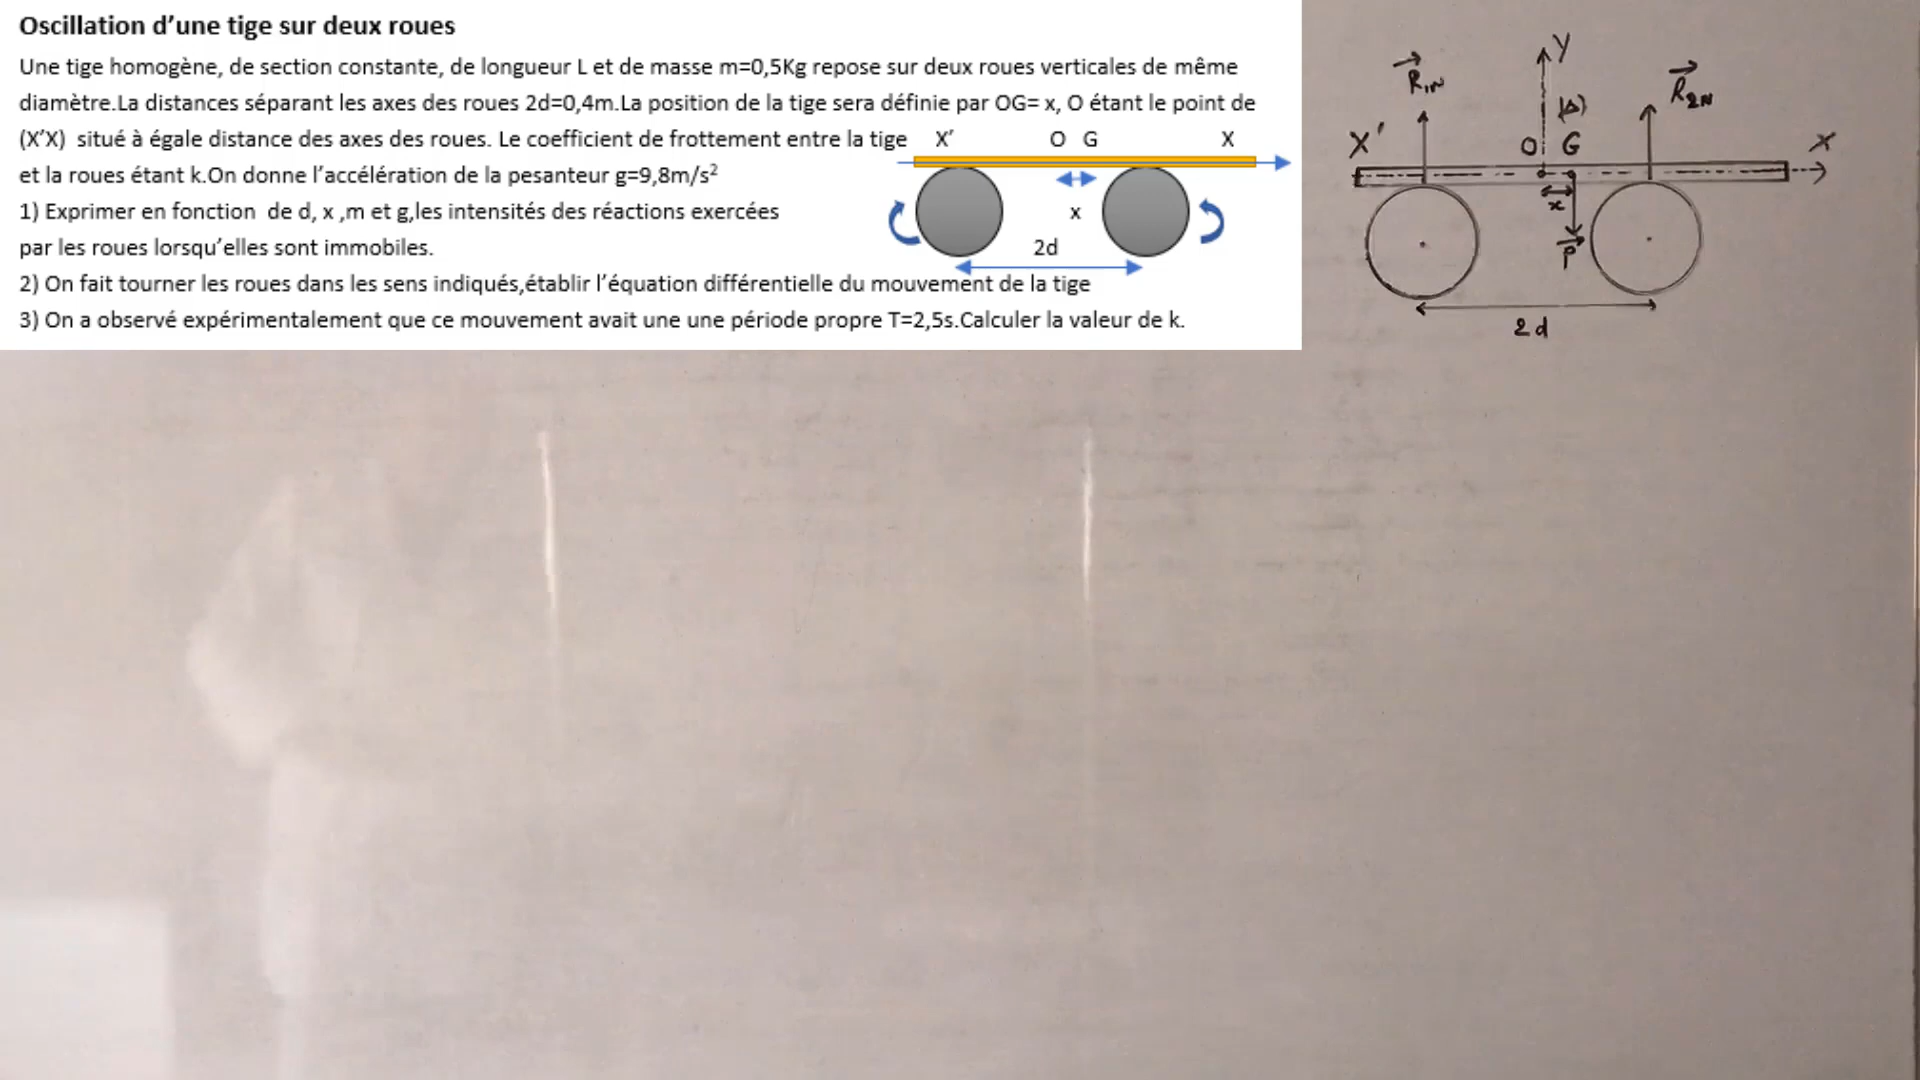 Oscillation d’une tige sur deux roues
Une tige homogène, de section constante, de longueur L et de masse m=0,5Kg repose sur deux roues verticales de même
diamètre.La distances séparant les axes des roues 2d=0,4m.La position de la tige sera définie par OG= x, O étant le point de
(X’X) situé à égale distance des axes des roues. Le coefficient de frottement entre la tige
et la roues étant k.On donne l’accélération de la pesanteur g=9,8m/s²
1) Exprimer en fonction de d, x ,m et g,les intensités des réactions exercées
par les roues lorsqu’elles sont immobiles.
2) On fait tourner les roues dans les sens indiqués,établir l’équation différentielle du mouvement de la tige
3) On a observé expérimentalement que ce mouvement avait une une période propre T=2,5s.Calculer la valeur de k.
X’ O G X
x
2d
Y
R1N
R2N
(Δ)
X' O G X
x
P
2d